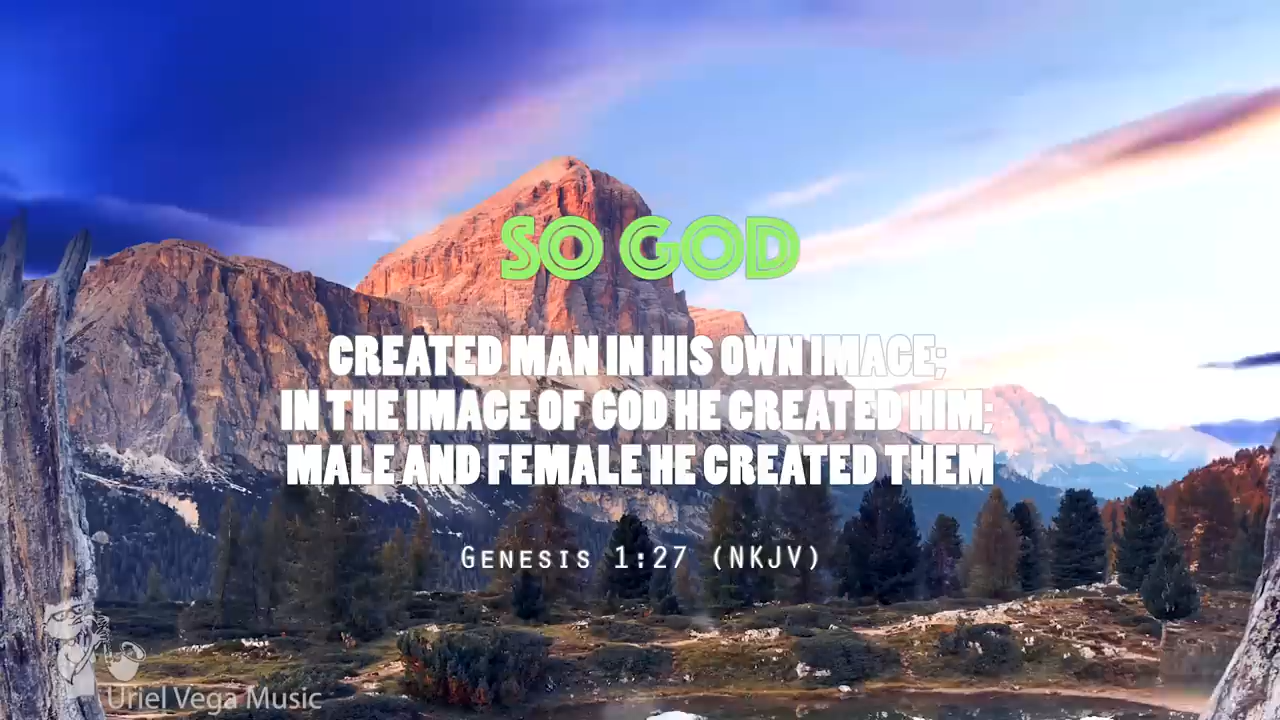 SO GOD
CREATED MAN IN HIS OWN IMAGE;
IN THE IMAGE OF GOD HE CREATED HIM;
MALE AND FEMALE HE CREATED THEM
Genesis 1:27 (NKJV)
Uriel Vega Music